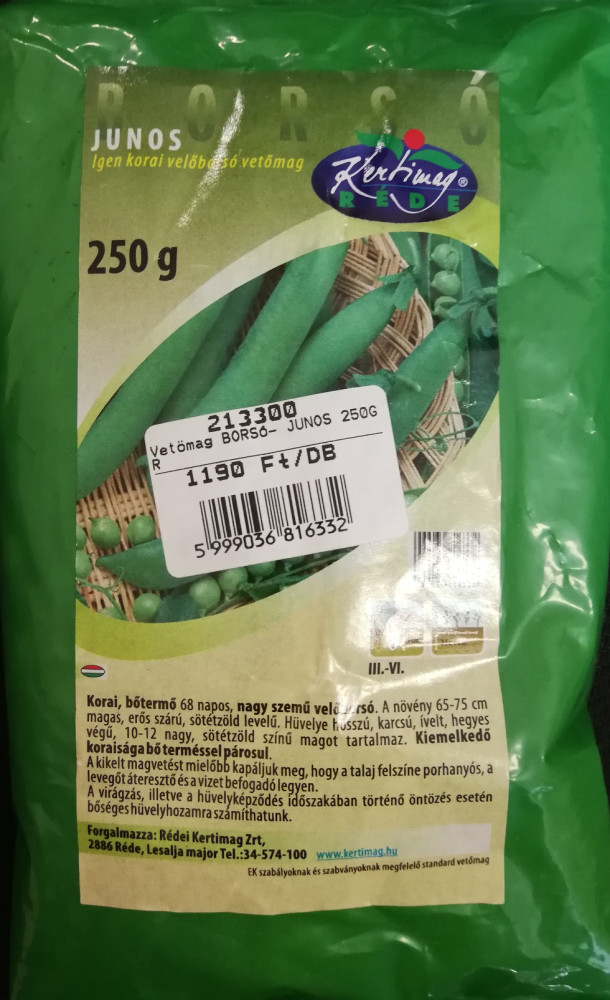 BORSÓ
JUNOS
Igen korai velőborsó vetőmag
Kertimag®
RÉDE
250 g
213300
Vetömag BORSÓ- JUNOS 250G
R
1190 Ft/DB
5 999036 816332
III.-VI.
Korai, bőtermő 68 napos, nagy szemű velőborsó. A növény 65-75 cm
magas, erős szárú, sötétzöld levelű. Hüvelye hosszú, karcsú, ívelt, hegyes
végű, 10-12 nagy, sötétzöld színű magot tartalmaz. Kiemelkedő
koraisága bő terméssel párosul.
A kikelt magvetést mielőbb kapáljuk meg, hogy a talaj felszíne porhanyós, a
levegőt áteresztő és a vizet befogadó legyen.
A virágzás, illetve a hüvelyképződés időszakában történő öntözés esetén
bőséges hüvelyhozamra számíthatunk.
Forgalmazza: Rédei Kertimag Zrt,
2886 Réde, Lesalja major Tel.:34-574-100 www.kertimag.hu
EK szabályoknak és szabványoknak megfelelő standard vetőmag